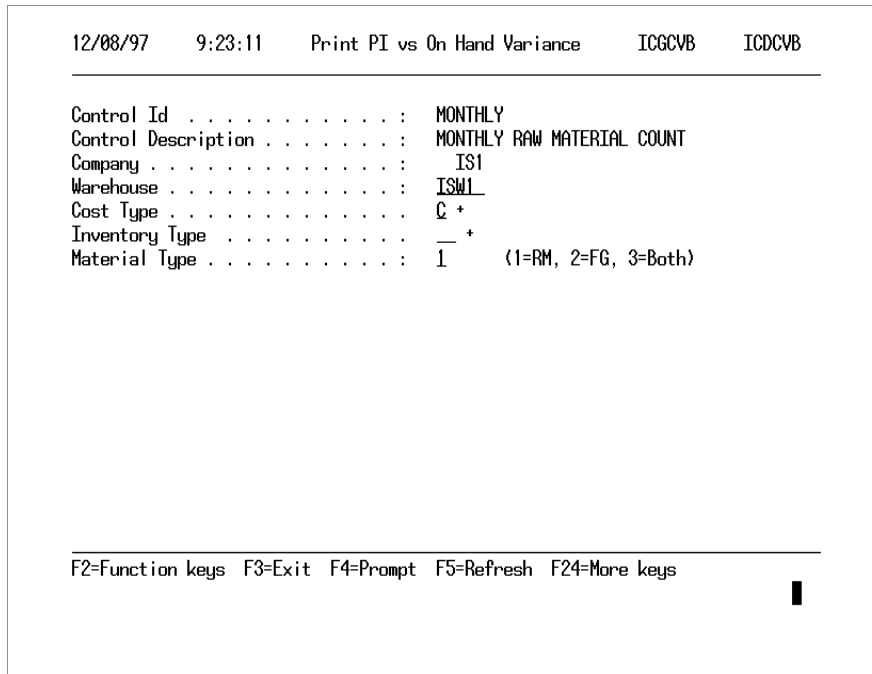 12/08/97 9:23:11 Print PI vs On Hand Variance ICGCVB ICDCVB
Control Id . . . . . . . . . . . . : MONTHLY
Control Description . . . . . . . : MONTHLY RAW MATERIAL COUNT
Company . . . . . . . . . . . . . : IS1
Warehouse . . . . . . . . . . . . : ISW1
Cost Type . . . . . . . . . . . . . C +
Inventory Type . . . . . . . . . . __ +
Material Type . . . . . . . . . . : 1 (1=RM, 2=FG, 3=Both)
F2=Function keys F3=Exit F4=Prompt F5=Refresh F24=More keys